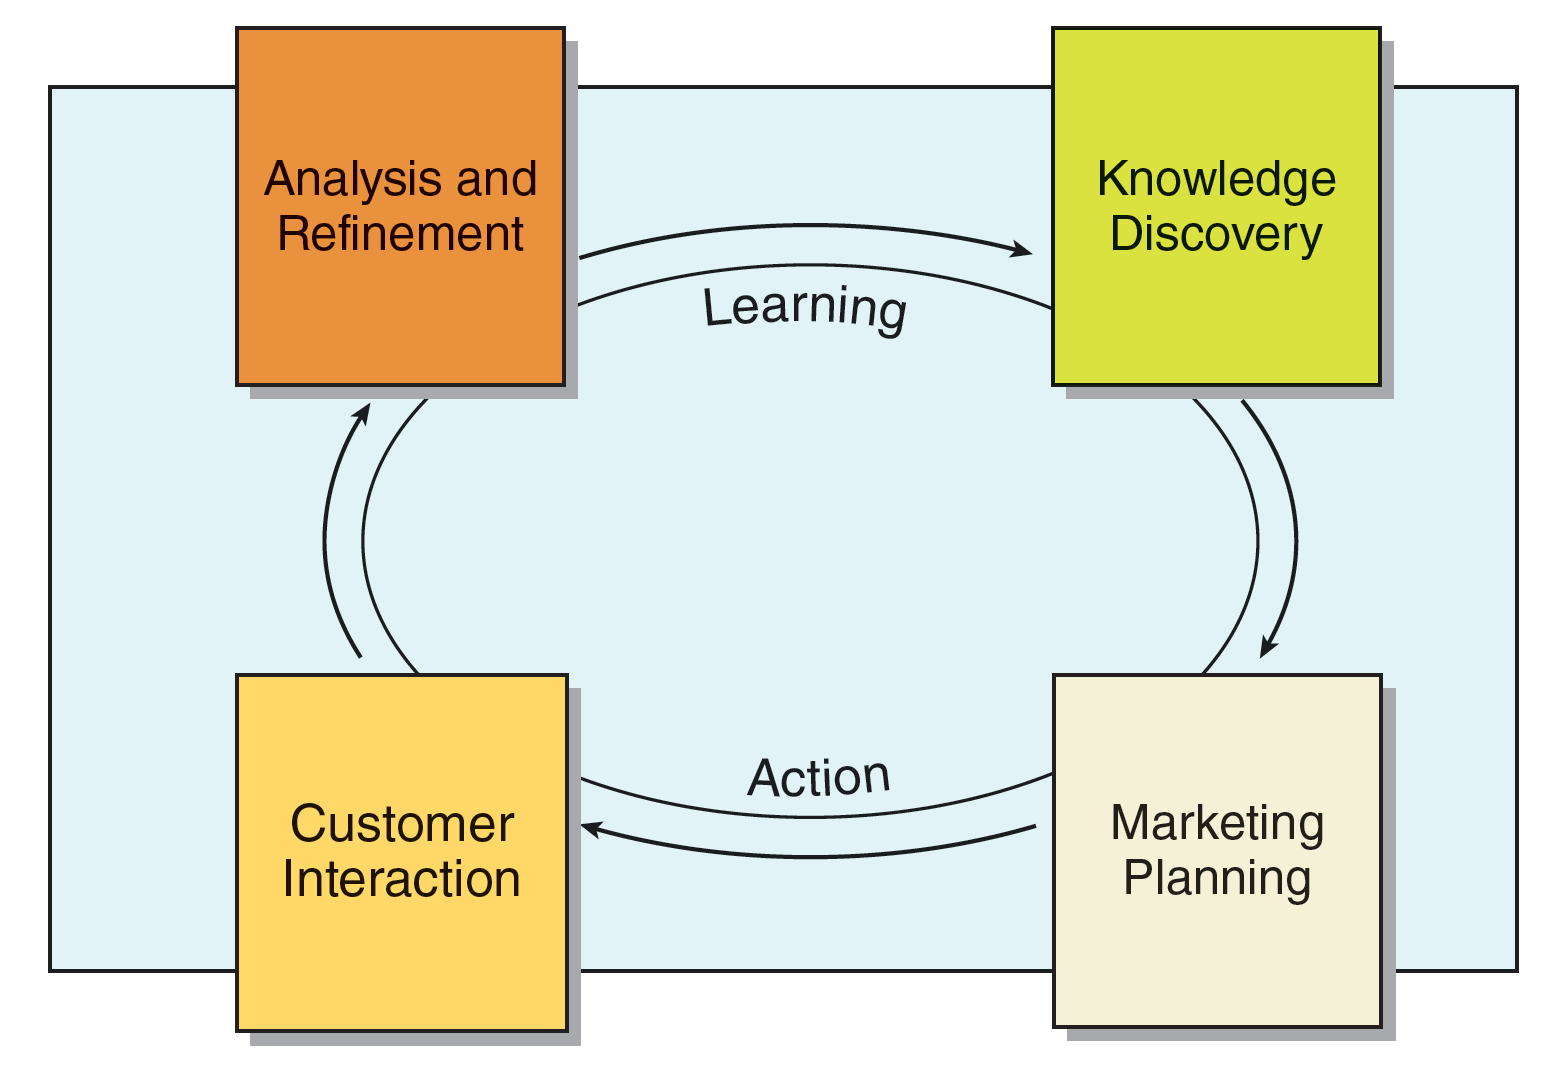 Analysis and
Refinement
Knowledge
Discovery
Learning
Action
Customer
Interaction
Marketing
Planning